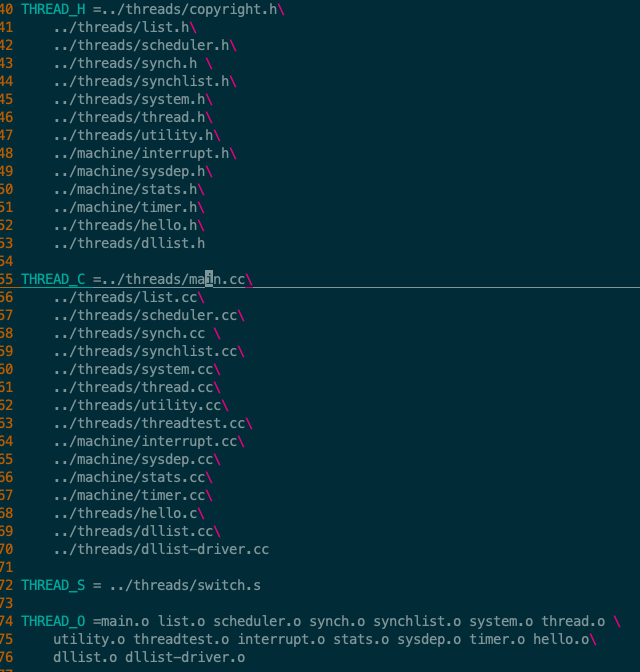 40 THREAD_H =../threads/copyright.h\
41     ../threads/list.h\
42     ../threads/scheduler.h\
43     ../threads/synch.h \
44     ../threads/synchlist.h\
45     ../threads/system.h\
46     ../threads/thread.h\
47     ../threads/utility.h\
48     ../machine/interrupt.h\
49     ../machine/sysdep.h\
50     ../machine/stats.h\
51     ../machine/timer.h\
52     ../threads/hello.h\
53     ../threads/dllist.h
54
55 THREAD_C =../threads/main.cc\
56     ../threads/list.cc\
57     ../threads/scheduler.cc\
58     ../threads/synch.cc \
59     ../threads/synchlist.cc\
60     ../threads/system.cc\
61     ../threads/thread.cc\
62     ../threads/utility.cc\
63     ../threads/threadtest.cc\
64     ../machine/interrupt.cc\
65     ../machine/sysdep.cc\
66     ../machine/stats.cc\
67     ../machine/timer.cc\
68     ../threads/hello.c\
69     ../threads/dllist.cc\
70     ../threads/dllist-driver.cc
71
72 THREAD_S = ../threads/switch.s
73
74 THREAD_O =main.o list.o scheduler.o synch.o synchlist.o system.o thread.o \
75     utility.o threadtest.o interrupt.o stats.o sysdep.o timer.o hello.o\
76     dllist.o dllist-driver.o